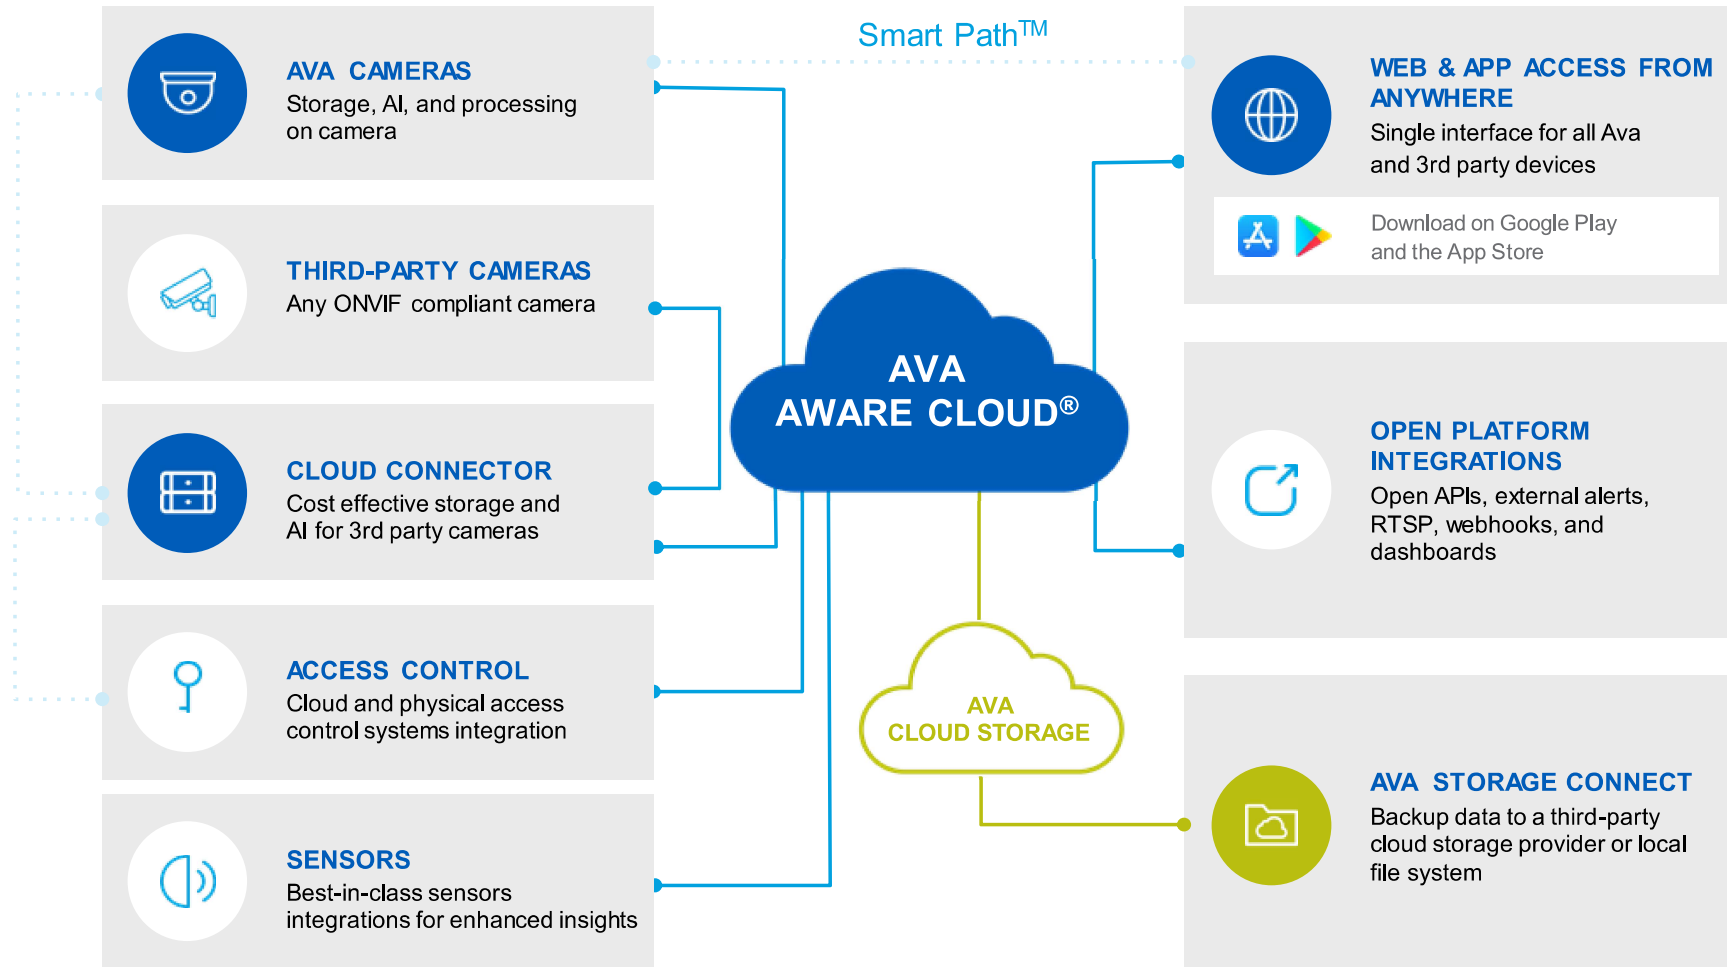 Smart Path™
AVA CAMERAS
Storage, AI, and processing
on camera
THIRD-PARTY CAMERAS
Any ONVIF compliant camera
CLOUD CONNECTOR
Cost effective storage and
AI for 3rd party cameras
ACCESS CONTROL
Cloud and physical access
control systems integration
SENSORS
Best-in-class sensors
integrations for enhanced insights
AVA
AWARE CLOUD®
AVA
CLOUD STORAGE
WEB & APP ACCESS FROM
ANYWHERE
Single interface for all Ava
and 3rd party devices
Download on Google Play
and the App Store
OPEN PLATFORM
INTEGRATIONS
Open APIs, external alerts,
RTSP, webhooks, and
dashboards
AVA STORAGE CONNECT
Backup data to a third-party
cloud storage provider or local
file system